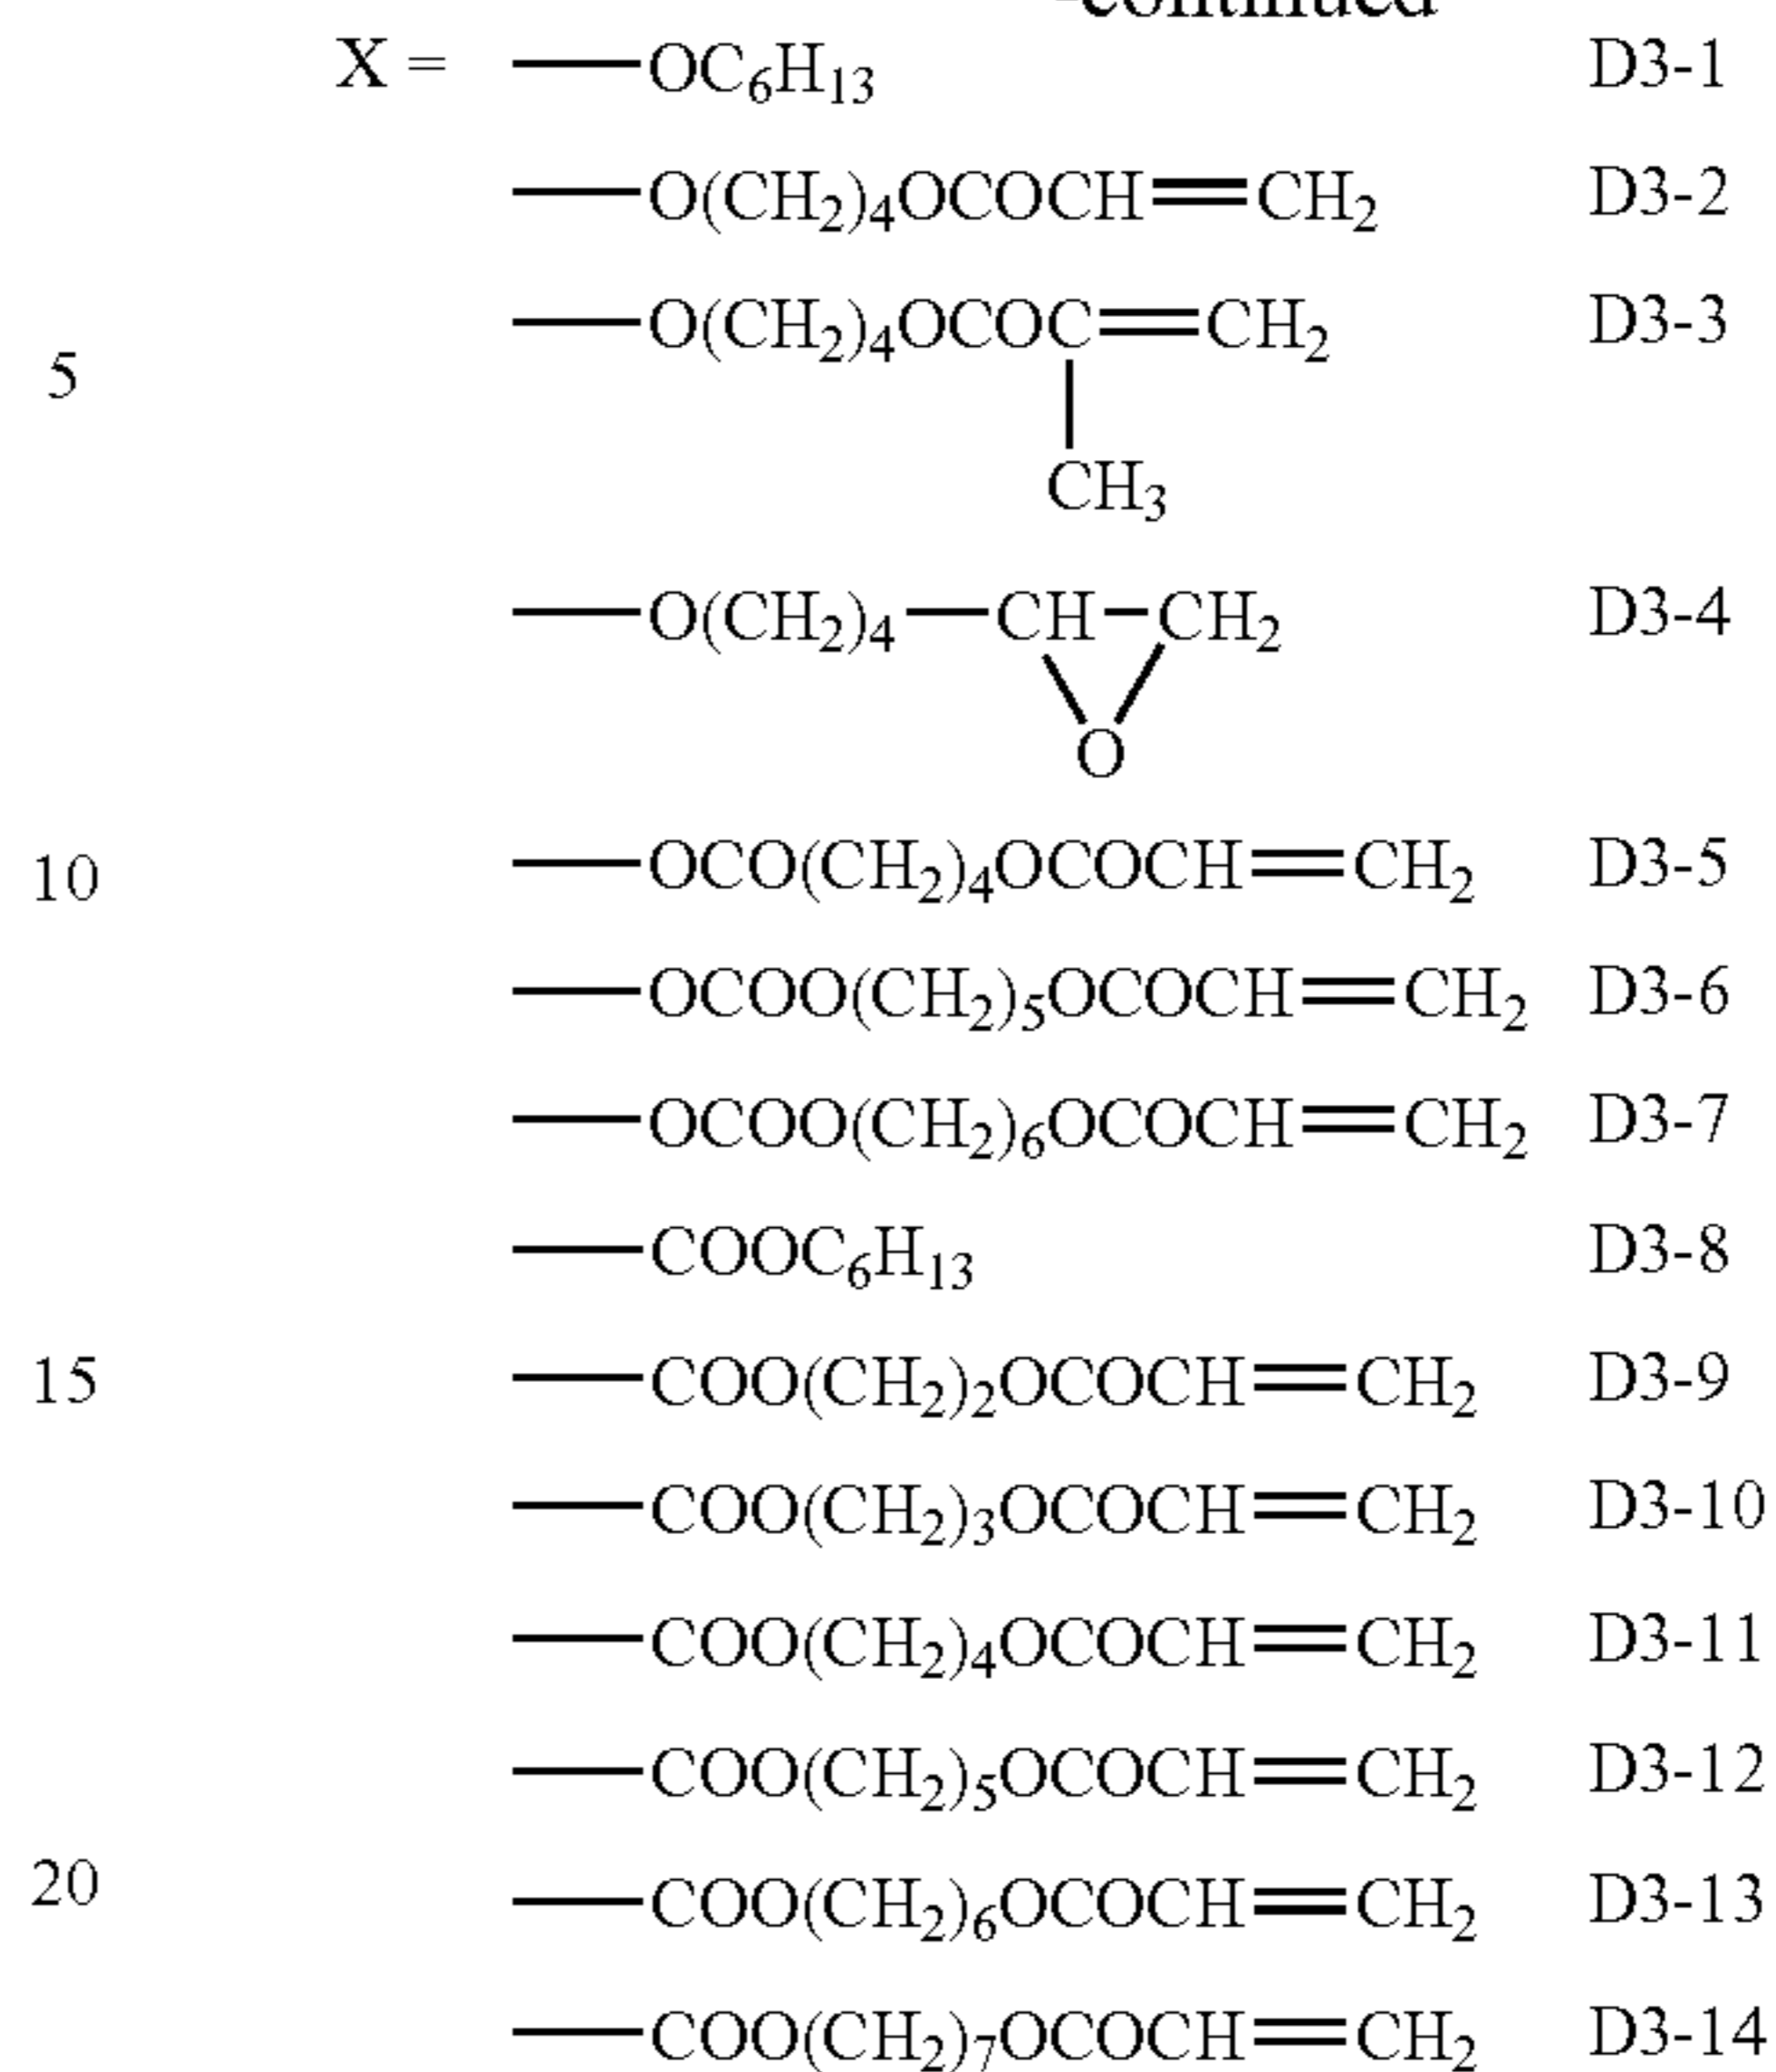 -continued
X = —OC6H13 D3-1
—O(CH2)4OCOCH=CH2 D3-2
—O(CH2)4OCOC=CH2 D3-3
5
CH3
—O(CH2)4—CH—CH2 D3-4
O
10 —OCO(CH2)4OCOCH=CH2 D3-5
—OCOO(CH2)5OCOCH=CH2 D3-6
—OCOO(CH2)6OCOCH=CH2 D3-7
—COOC6H13 D3-8
15 —COO(CH2)2OCOCH=CH2 D3-9
—COO(CH2)3OCOCH=CH2 D3-10
—COO(CH2)4OCOCH=CH2 D3-11
—COO(CH2)5OCOCH=CH2 D3-12
20 —COO(CH2)6OCOCH=CH2 D3-13
—COO(CH2)7OCOCH=CH2 D3-14